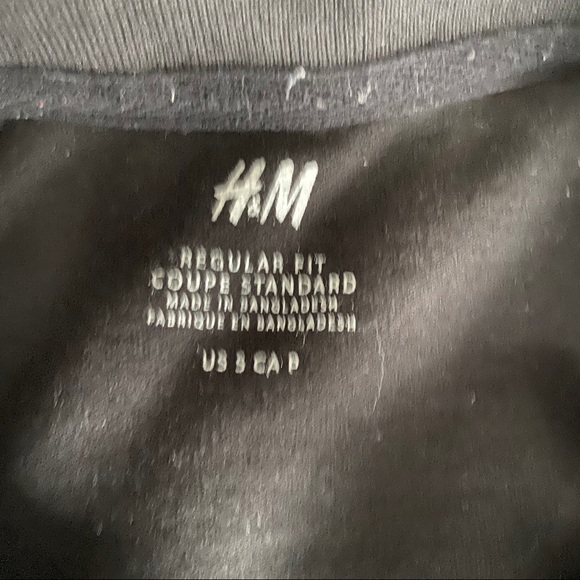 H&M
REGULAR FIT
COUPE STANDARD
MADE IN BANGLADESH
FABRIQUE EN BANGLADESH
US S CA P